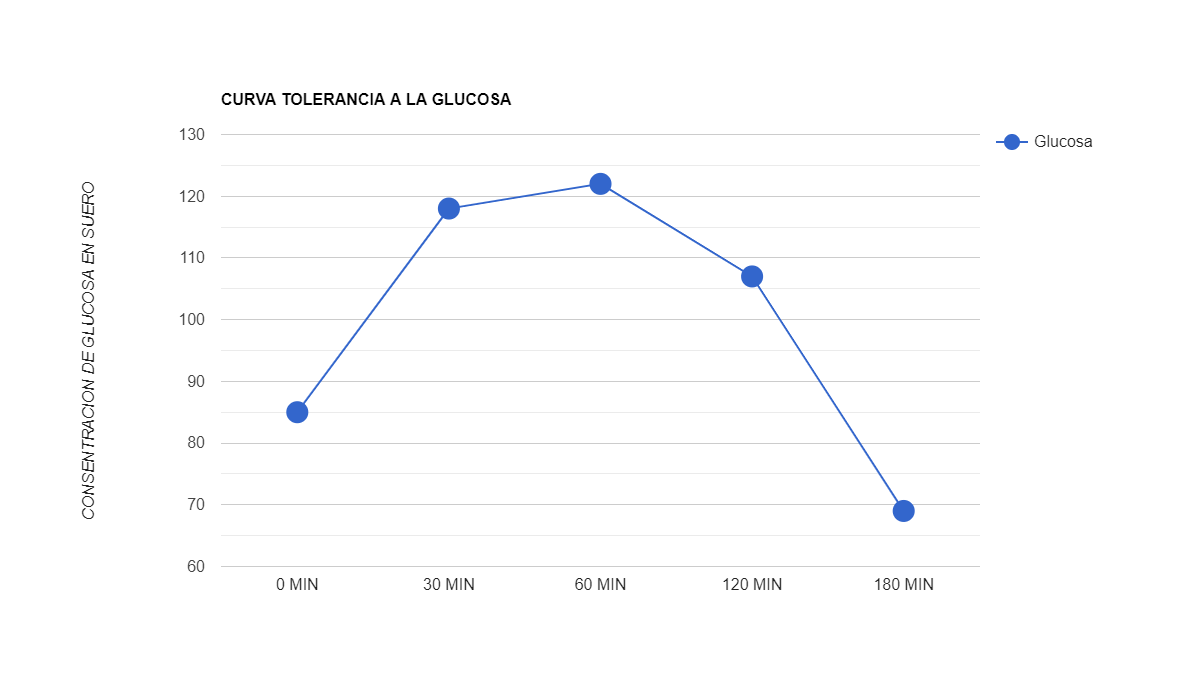 CURVA TOLERANCIA A LA GLUCOSA
130
120
110
100
90
80
70
60
CONSENTRACION DE GLUCOSA EN SUERO
0 MIN
30 MIN
60 MIN
120 MIN
180 MIN
Glucosa